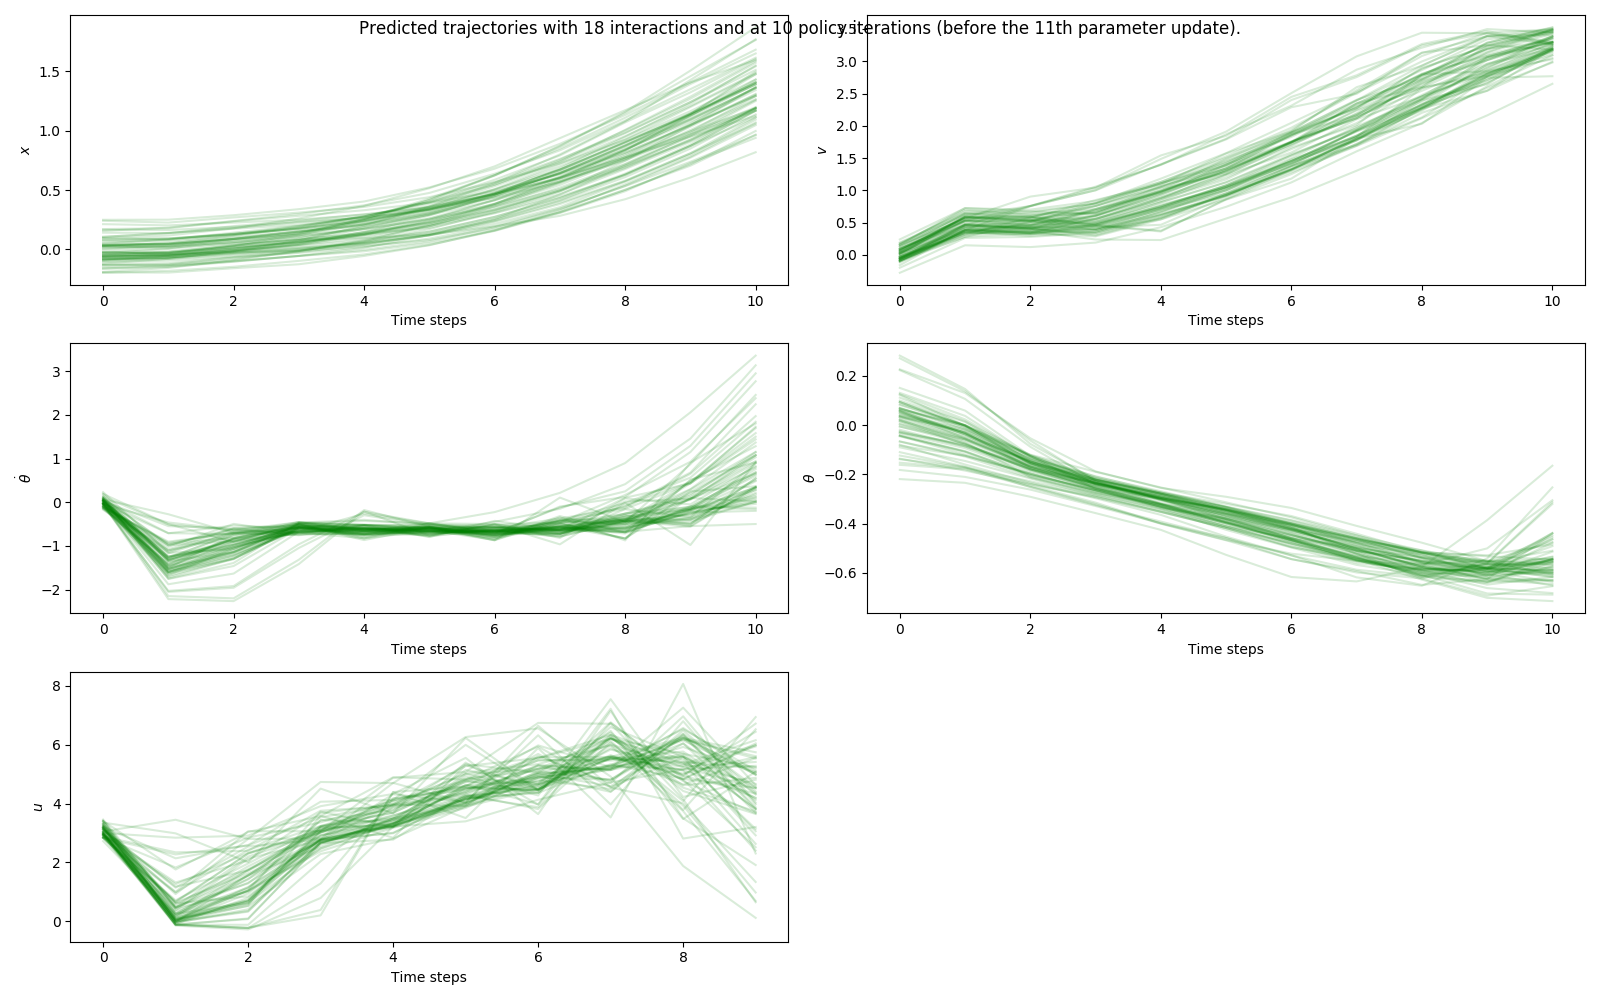 Predicted trajectories with 18 interactions and at 10 policy iterations (before the 11th parameter update).
1.5
1.0
0.5
0.0
x
0 2 4 6 8 10
Time steps
3.5
3.0
2.5
2.0
1.5
1.0
0.5
0.0
v
0 2 4 6 8 10
Time steps
3
2
1
0
−1
−2
θ̇
0 2 4 6 8 10
Time steps
0.2
0.0
−0.2
−0.4
−0.6
θ
0 2 4 6 8 10
Time steps
8
6
4
2
0
u
0 2 4 6 8
Time steps